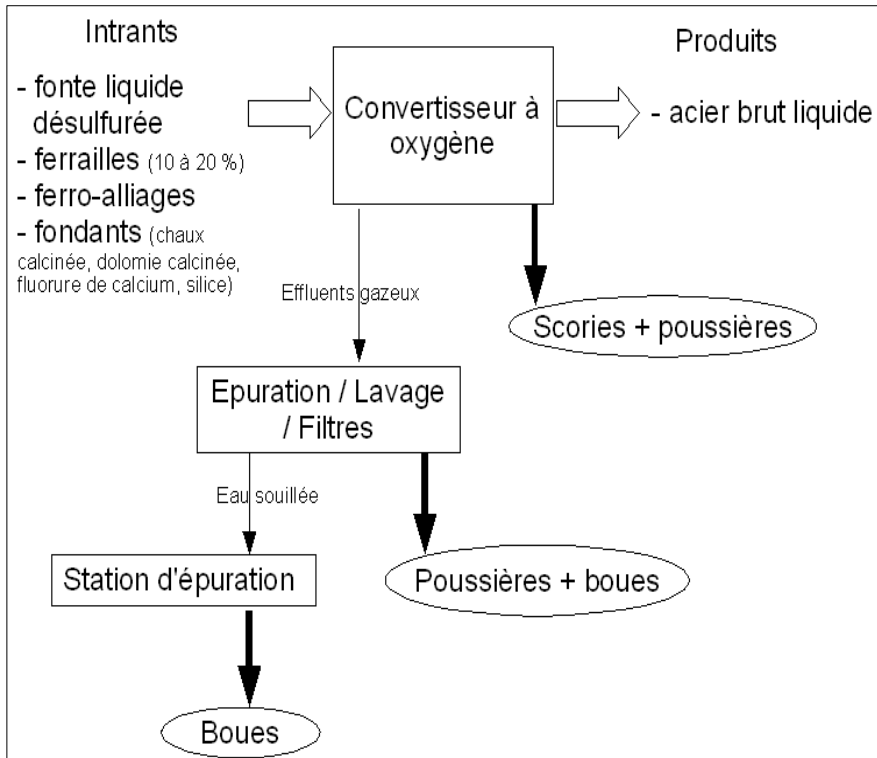 Intrants
- fonte liquide
désulfurée
- ferrailles (10 à 20 %)
- ferro-alliages
- fondants (chaux
calcinée, dolomie calcinée,
fluorure de calcium, silice)
Convertisseur à
oxygène
Produits
- acier brut liquide
Effluents gazeux
Scories + poussières
Epuration / Lavage
/ Filtres
Eau souillée
Station d'épuration
Poussières + boues
Boues